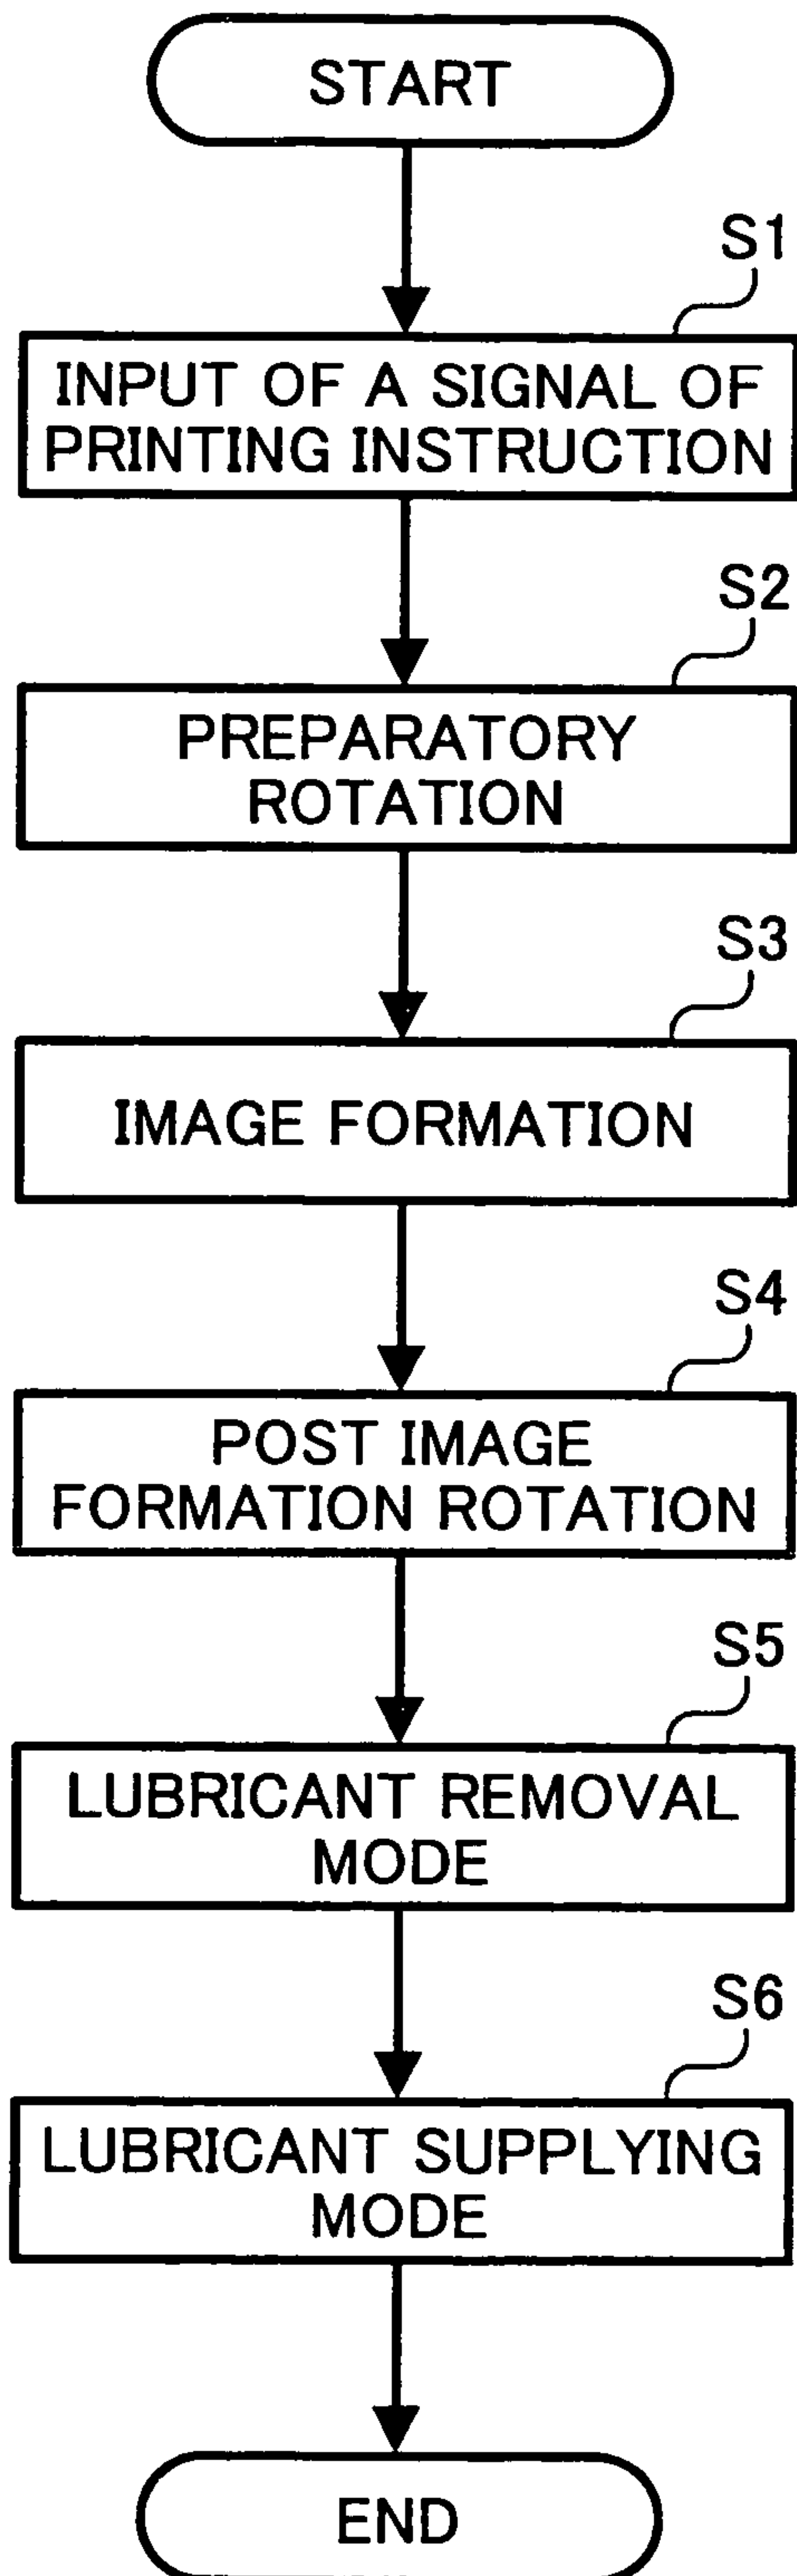 START
S1
INPUT OF A SIGNAL OF
PRINTING INSTRUCTION
S2
PREPARATORY
ROTATION
S3
IMAGE FORMATION
S4
POST IMAGE
FORMATION ROTATION
S5
LUBRICANT REMOVAL
MODE
S6
LUBRICANT SUPPLYING
MODE
END